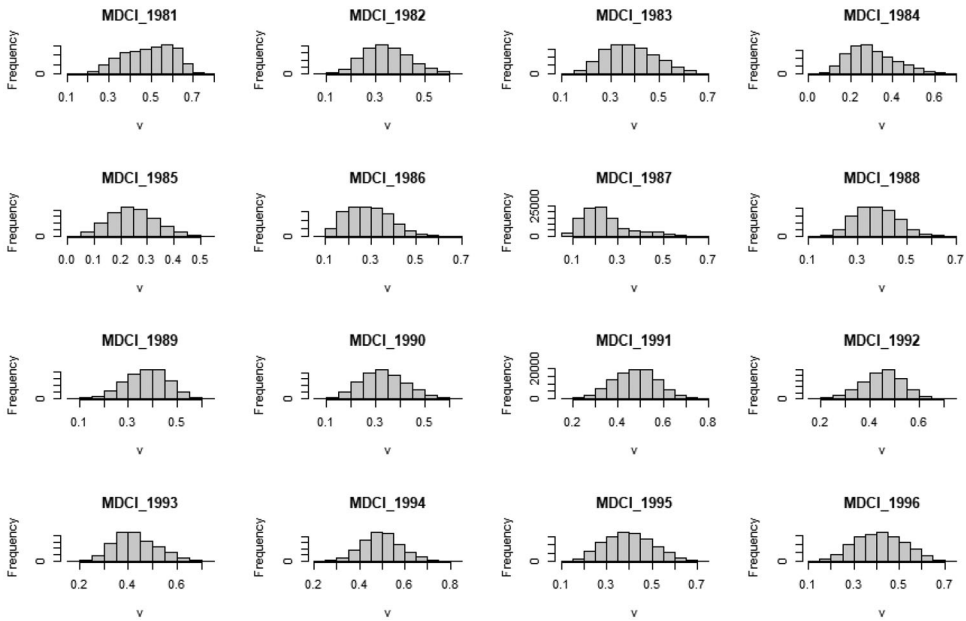 MDCI_1981
Frequency
0
0.1 0.3 0.5 0.7
v
MDCI_1982
Frequency
0
0.1 0.3 0.5
v
MDCI_1983
Frequency
0
0.1 0.3 0.5 0.7
v
MDCI_1984
Frequency
0
0.0 0.2 0.4 0.6
v
MDCI_1985
Frequency
0
0.0 0.1 0.2 0.3 0.4 0.5
v
MDCI_1986
Frequency
0
0.1 0.3 0.5 0.7
v
MDCI_1987
Frequency
0 25000
0.1 0.3 0.5 0.7
v
MDCI_1988
Frequency
0
0.1 0.3 0.5 0.7
v
MDCI_1989
Frequency
0
0.1 0.3 0.5
v
MDCI_1990
Frequency
0
0.1 0.3 0.5
v
MDCI_1991
Frequency
0 20000
0.2 0.4 0.6 0.8
v
MDCI_1992
Frequency
0
0.2 0.4 0.6
v
MDCI_1993
Frequency
0
0.2 0.4 0.6
v
MDCI_1994
Frequency
0
0.2 0.4 0.6 0.8
v
MDCI_1995
Frequency
0
0.1 0.3 0.5 0.7
v
MDCI_1996
Frequency
0
0.1 0.3 0.5 0.7
v